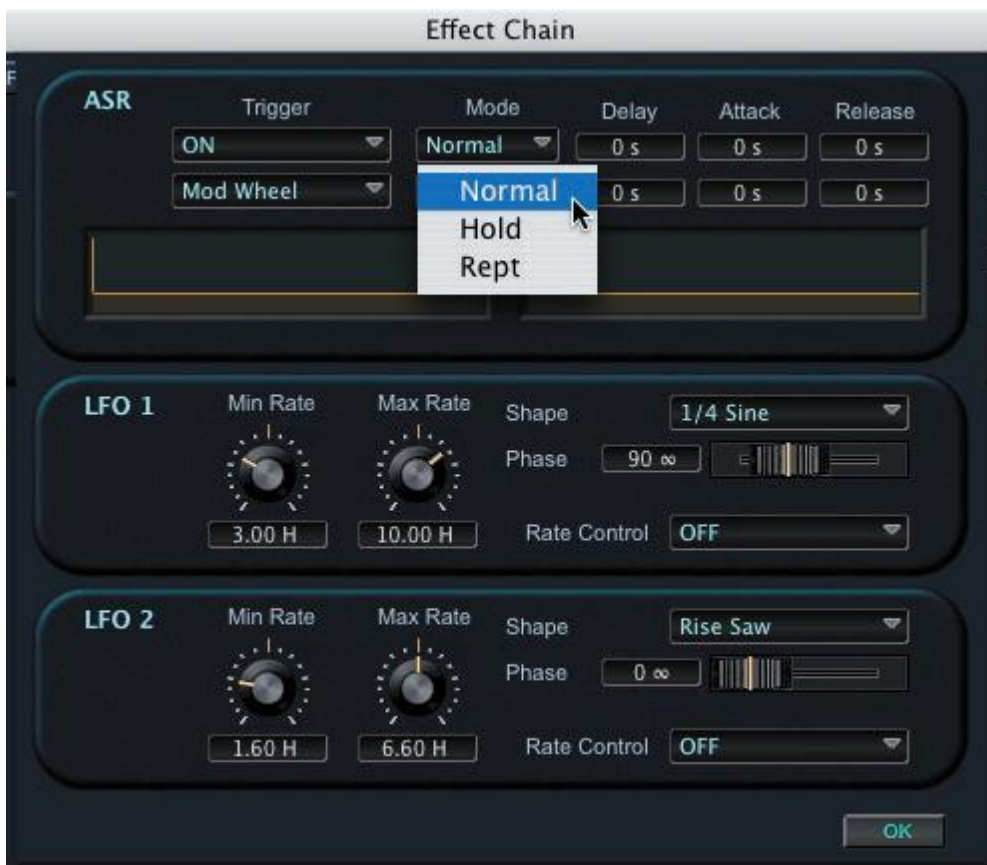 Effect Chain
F
ASR
Trigger Mode Delay Attack Release
ON Normal 0 s 0 s 0 s
Mod Wheel Normal 0 s 0 s 0 s
Hold
Rept
LFO 1 Min Rate Max Rate Shape 1/4 Sine
Phase 90 ∞
3.00 H 10.00 H Rate Control OFF
LFO 2 Min Rate Max Rate Shape Rise Saw
Phase 0 ∞
1.60 H 6.60 H Rate Control OFF
OK